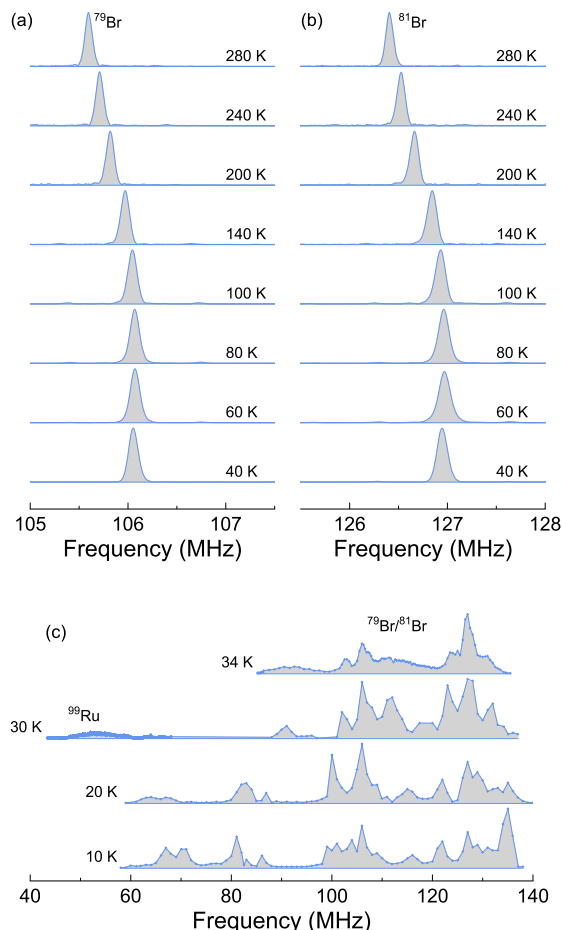 (a) ⁷⁹Br (b) ⁸¹Br
280 K 280 K
240 K 240 K
200 K 200 K
140 K 140 K
100 K 100 K
80 K 80 K
60 K 60 K
40 K 40 K
105 106 107 126 127 128
Frequency (MHz) Frequency (MHz)
(c) ⁷⁹Br/⁸¹Br
34 K
⁹⁹Ru
30 K
20 K
10 K
40 60 80 100 120 140
Frequency (MHz)